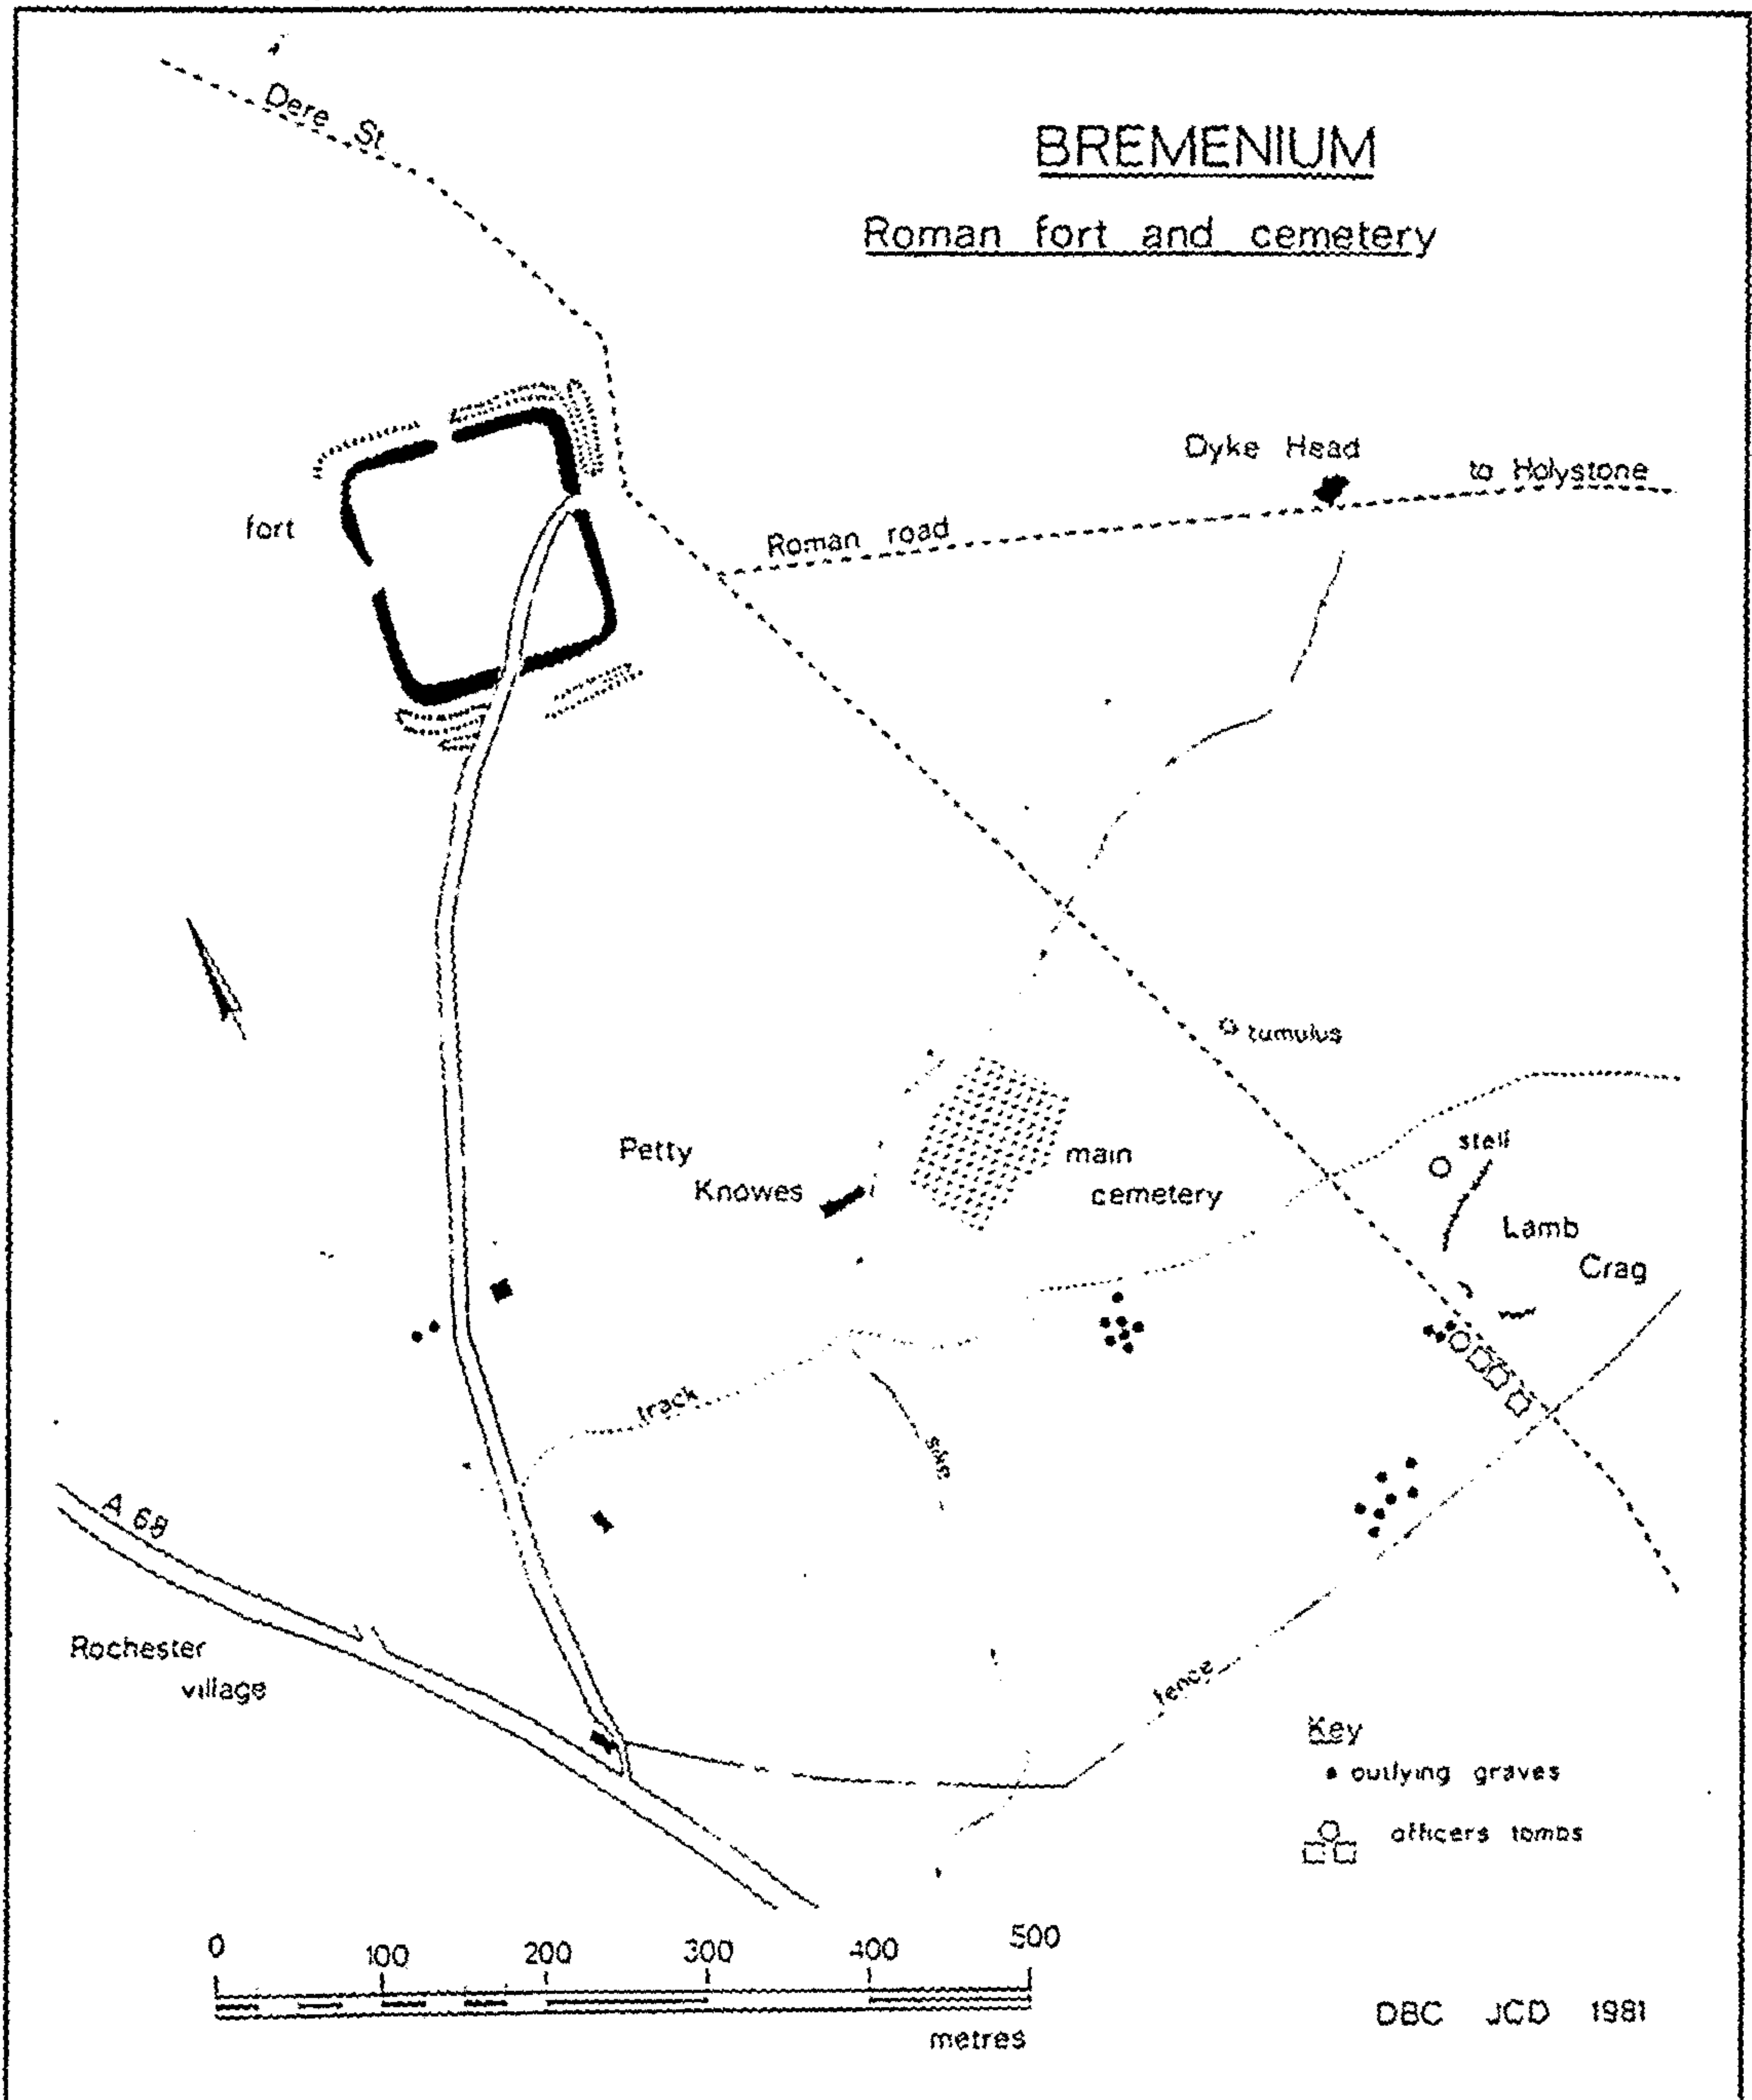 BREMENIUM
Roman fort and cemetery
Dere St
Dyke Head
to Holystone
fort
Roman road
tumulus
Petty
Knowes
main
cemetery
stell
Lamb
Crag
track
sike
A 68
Rochester
village
fence
Key
outlying graves
officers tombs
0 100 200 300 400 500
metres
DBC JCD 1981